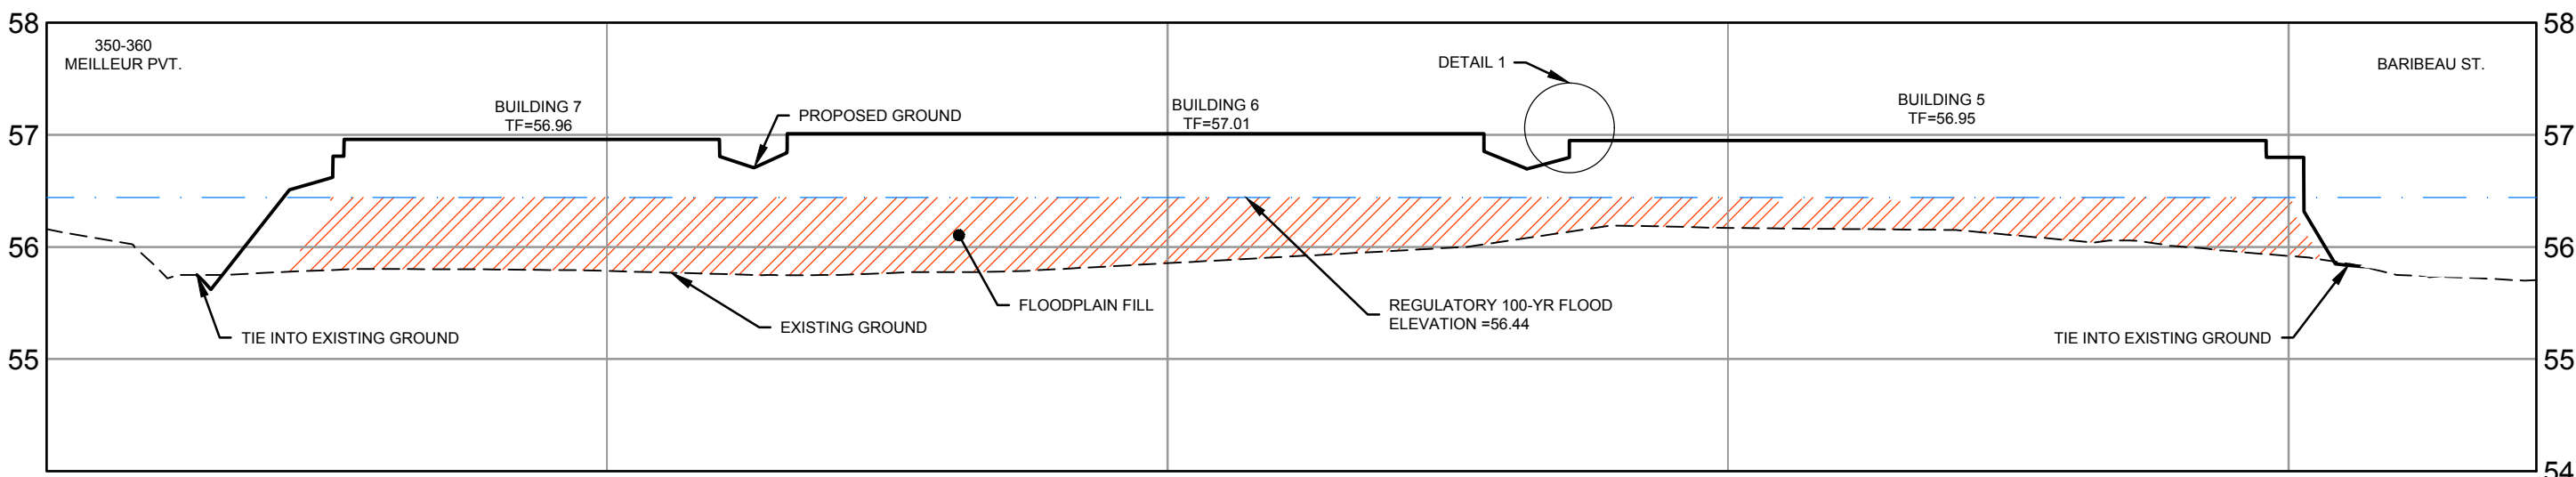 58
58
350-360
MEILLEUR PVT.
DETAIL 1
BARIBEAU ST.
BUILDING 7
TF=56.96
PROPOSED GROUND
BUILDING 6
TF=57.01
BUILDING 5
TF=56.95
57
57
56
56
FLOODPLAIN FILL
REGULATORY 100-YR FLOOD
ELEVATION =56.44
EXISTING GROUND
TIE INTO EXISTING GROUND
TIE INTO EXISTING GROUND
55
55
54